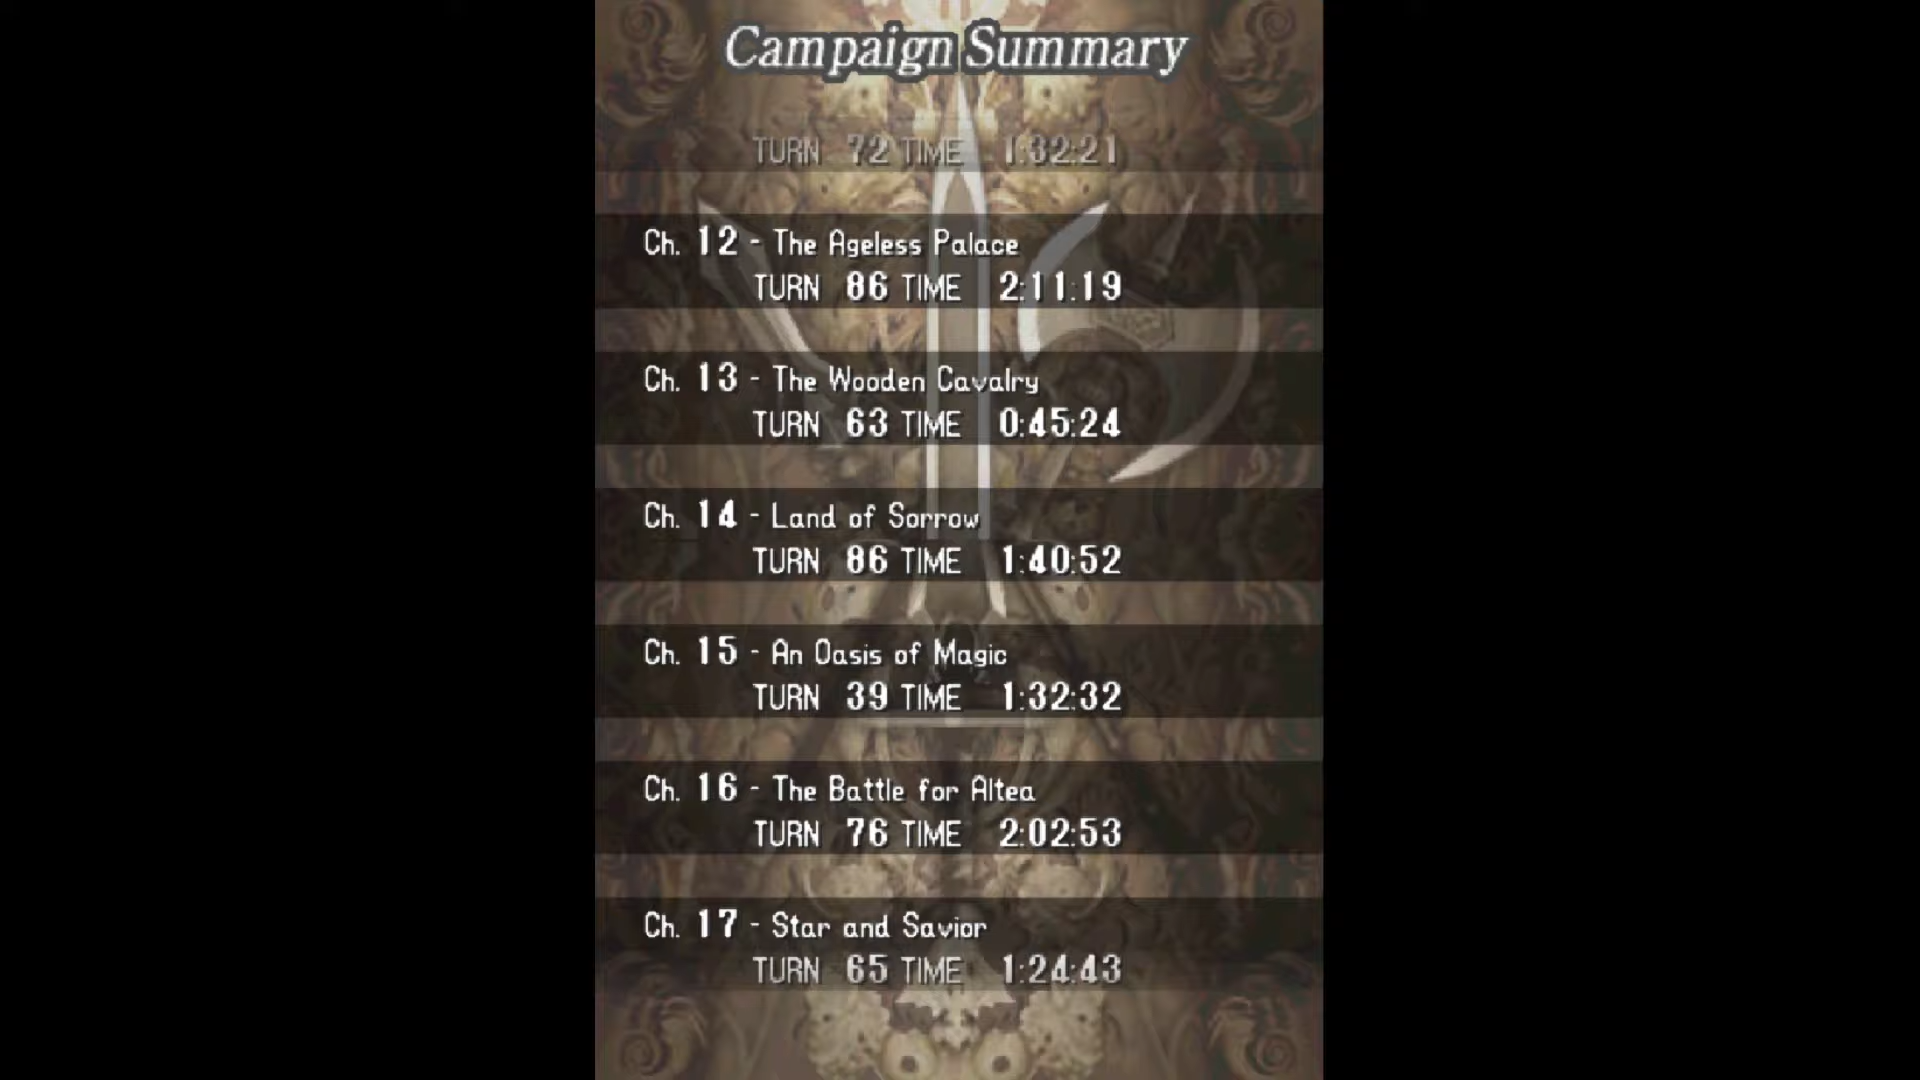 Campaign Summary
TURN 72 TIME 1:32:21
Ch. 12 - The Ageless Palace
TURN 86 TIME 2:11:19
Ch. 13 - The Wooden Cavalry
TURN 63 TIME 0:45:24
Ch. 14 - Land of Sorrow
TURN 86 TIME 1:40:52
Ch. 15 - An Oasis of Magic
TURN 39 TIME 1:32:32
Ch. 16 - The Battle for Altea
TURN 76 TIME 2:02:53
Ch. 17 - Star and Savior
TURN 65 TIME 1:24:43